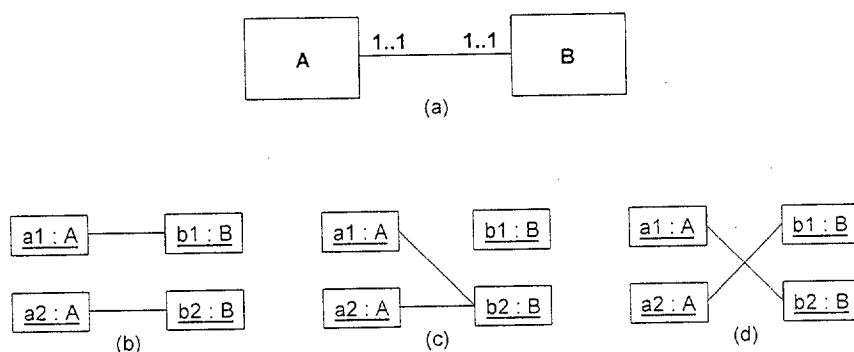 1..1 1..1
A B
(a)
a1 : A b1 : B a1 : A b1 : B a1 : A b1 : B
a2 : A b2 : B a2 : A b2 : B a2 : A b2 : B
(b) (c) (d)